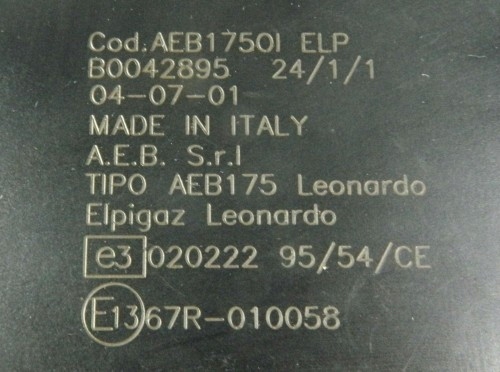 Cod.AEB1750I ELP
B0042895 24/1/1
04-07-01
MADE IN ITALY
A.E.B. S.r.l
TIPO AEB175 Leonardo
Elpigaz Leonardo
e3 020222 95/54/CE
E13 67R-010058